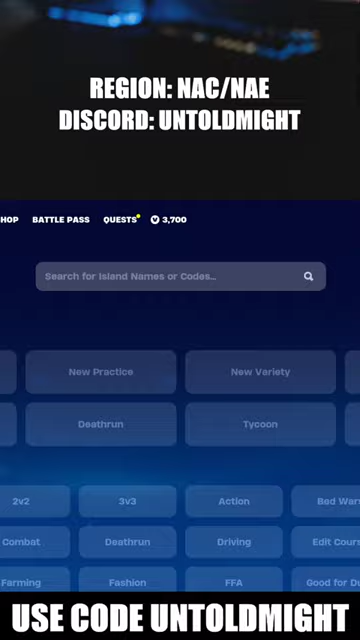 REGION: NAC/NAE
DISCORD: UNTOLDMIGHT
HOP BATTLE PASS QUESTS V 3,700
Search for Island Names or Codes...
New Practice New Variety
Deathrun Tycoon
2v2 3v3 Action Bed War
Combat Deathrun Driving Edit Cour
Farming Fashion FFA Good for Du
USE CODE UNTOLDMIGHT